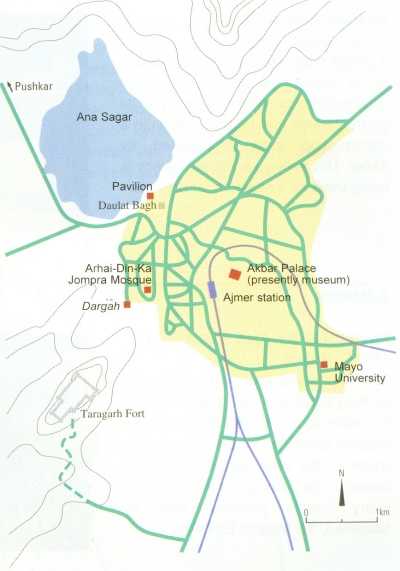 Pushkar
Ana Sagar
Pavilion
Daulat Bagh
Arhai-Din-Ka
Jompra Mosque
Dargah
Akbar Palace
(presently museum)
Ajmer station
Mayo
University
Taragarh Fort
N
0
1km